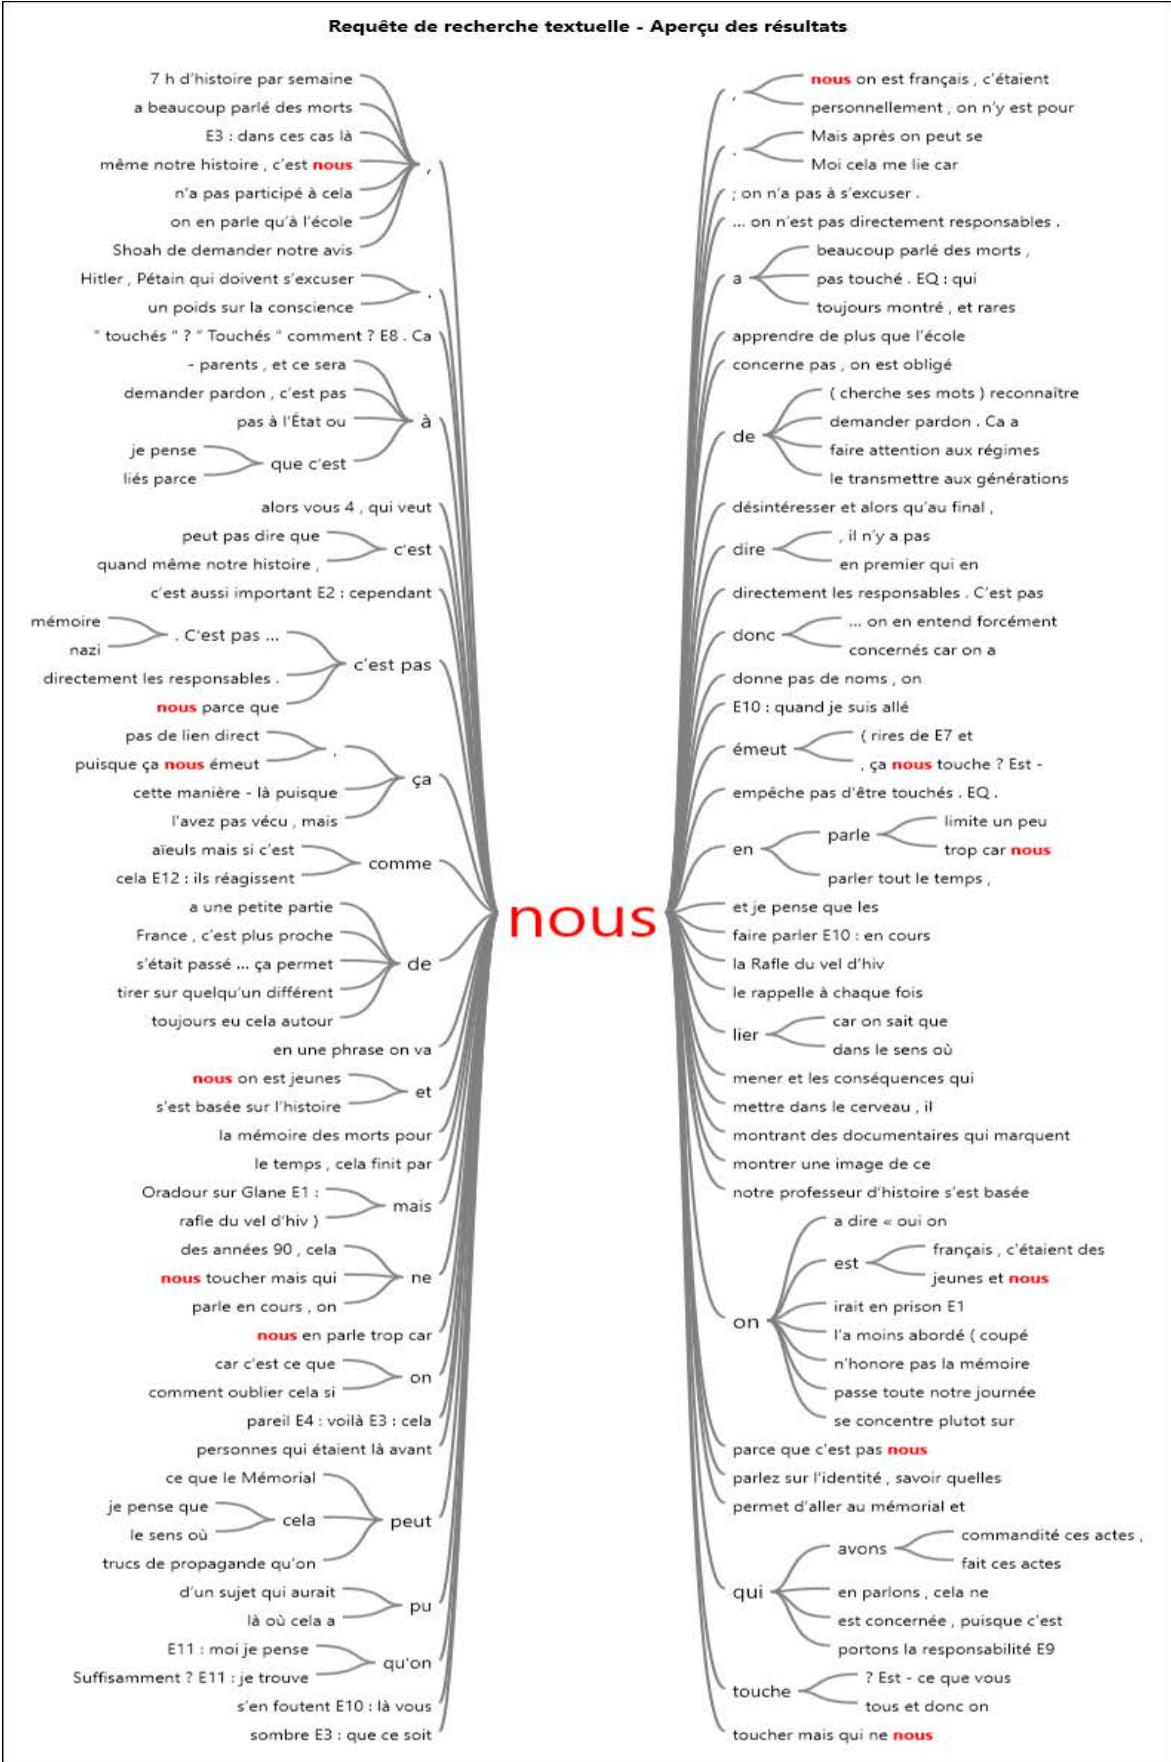 Requête de recherche textuelle - Aperçu des résultats
7 h d'histoire par semaine
a beaucoup parlé des morts
E3 : dans ces cas là
même notre histoire , c'est nous
n'a pas participé à cela
on en parle qu'à l'école
Shoah de demander notre avis
,
Hitler , Pétain qui doivent s'excuser
un poids sur la conscience
.
" touchés " ? " Touchés " comment ? E8 . Ca
- parents , et ce sera
demander pardon , c'est pas
pas à l'État ou
je pense
liés parce
que c'est
à
alors vous 4 , qui veut
peut pas dire que
quand même notre histoire ,
c'est
c'est aussi important E2 : cependant
mémoire
nazi
. C'est pas ...
directement les responsables .
nous parce que
c'est pas
pas de lien direct
puisque ça nous émeut
,
cette manière - là puisque
l'avez pas vécu , mais
ça
aïeuls mais si c'est
cela E12 : ils réagissent
comme
a une petite partie
France , c'est plus proche
s'était passé ... ça permet
tirer sur quelqu'un différent
toujours eu cela autour
de
en une phrase on va
nous on est jeunes
s'est basée sur l'histoire
et
la mémoire des morts pour
le temps , cela finit par
Oradour sur Glane E1 :
rafle du vel d'hiv )
mais
des années 90 , cela
nous toucher mais qui
parle en cours , on
ne
nous en parle trop car
car c'est ce que
comment oublier cela si
on
pareil E4 : voilà E3 : cela
personnes qui étaient là avant
ce que le Mémorial
je pense que
le sens où
cela
trucs de propagande qu'on
peut
d'un sujet qui aurait
là où cela a
pu
E11 : moi je pense
Suffisamment ? E11 : je trouve
qu'on
s'en foutent E10 : là vous
sombre E3 : que ce soit
nous
,
nous on est français , c'étaient
personnellement , on n'y est pour
.
Mais après on peut se
Moi cela me lie car
; on n'a pas à s'excuser .
... on n'est pas directement responsables .
a
beaucoup parlé des morts ,
pas touché . EQ : qui
toujours montré , et rares
apprendre de plus que l'école
concerne pas , on est obligé
de
( cherche ses mots ) reconnaître
demander pardon . Ca a
faire attention aux régimes
le transmettre aux générations
désintéresser et alors qu'au final ,
dire
, il n'y a pas
en premier qui en
directement les responsables . C'est pas
donc
... on en entend forcément
concernés car on a
donne pas de noms , on
E10 : quand je suis allé
émeut
( rires de E7 et
, ça nous touche ? Est -
empêche pas d'être touchés . EQ .
en
parle
limite un peu
trop car nous
parler tout le temps ,
et je pense que les
faire parler E10 : en cours
la Rafle du vel d'hiv
le rappelle à chaque fois
lier
car on sait que
dans le sens où
mener et les conséquences qui
mettre dans le cerveau , il
montrant des documentaires qui marquent
montrer une image de ce
notre professeur d'histoire s'est basée
on
a dire « oui on
est
français , c'étaient des
jeunes et nous
irait en prison E1
l'a moins abordé ( coupé
n'honore pas la mémoire
passe toute notre journée
se concentre plutot sur
parce que c'est pas nous
parlez sur l'identité , savoir quelles
permet d'aller au mémorial et
qui
avons
commandité ces actes ,
fait ces actes
en parlons , cela ne
est concernée , puisque c'est
portons la responsabilité E9
touche
? Est - ce que vous
tous et donc on
toucher mais qui ne nous